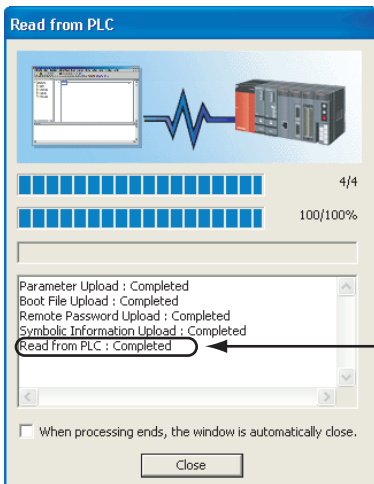 Read from PLC
4/4
100/100%
Parameter Upload : Completed
Boot File Upload : Completed
Remote Password Upload : Completed
Symbolic Information Upload : Completed
Read from PLC : Completed
When processing ends, the window is automatically close.
Close